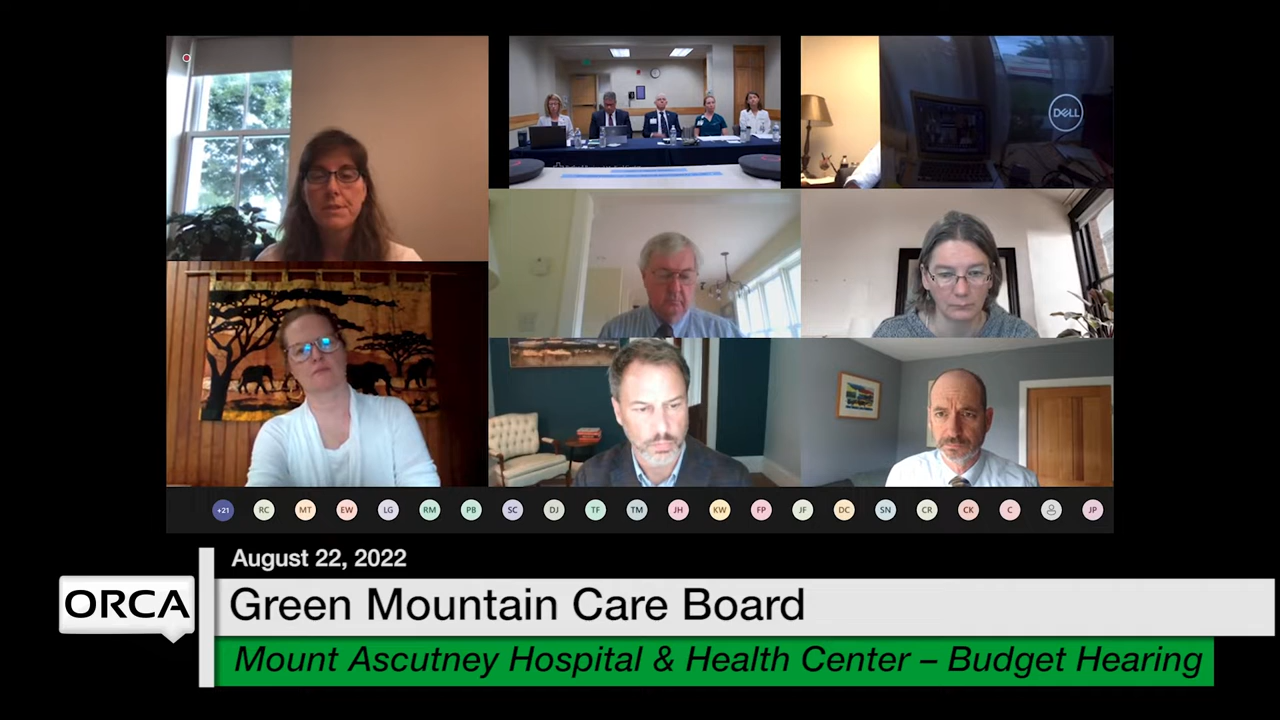 DELL
+21 RC MT EW LG RM PB SC DJ TF TM JH KW FP JF DC SN CR CK C JP
August 22, 2022
ORCA
Green Mountain Care Board
Mount Ascutney Hospital & Health Center – Budget Hearing